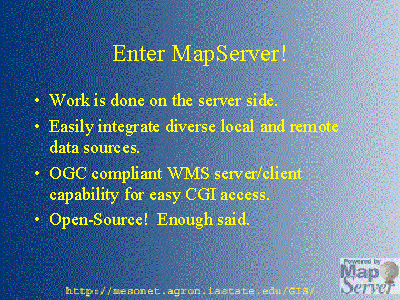 Enter MapServer!
• Work is done on the server side.
• Easily integrate diverse local and remote
data sources.
• OGC compliant WMS server/client
capability for easy CGI access.
• Open-Source!  Enough said.
Powered by
Map
Server
http://mesonet.agron.iastate.edu/GIS/